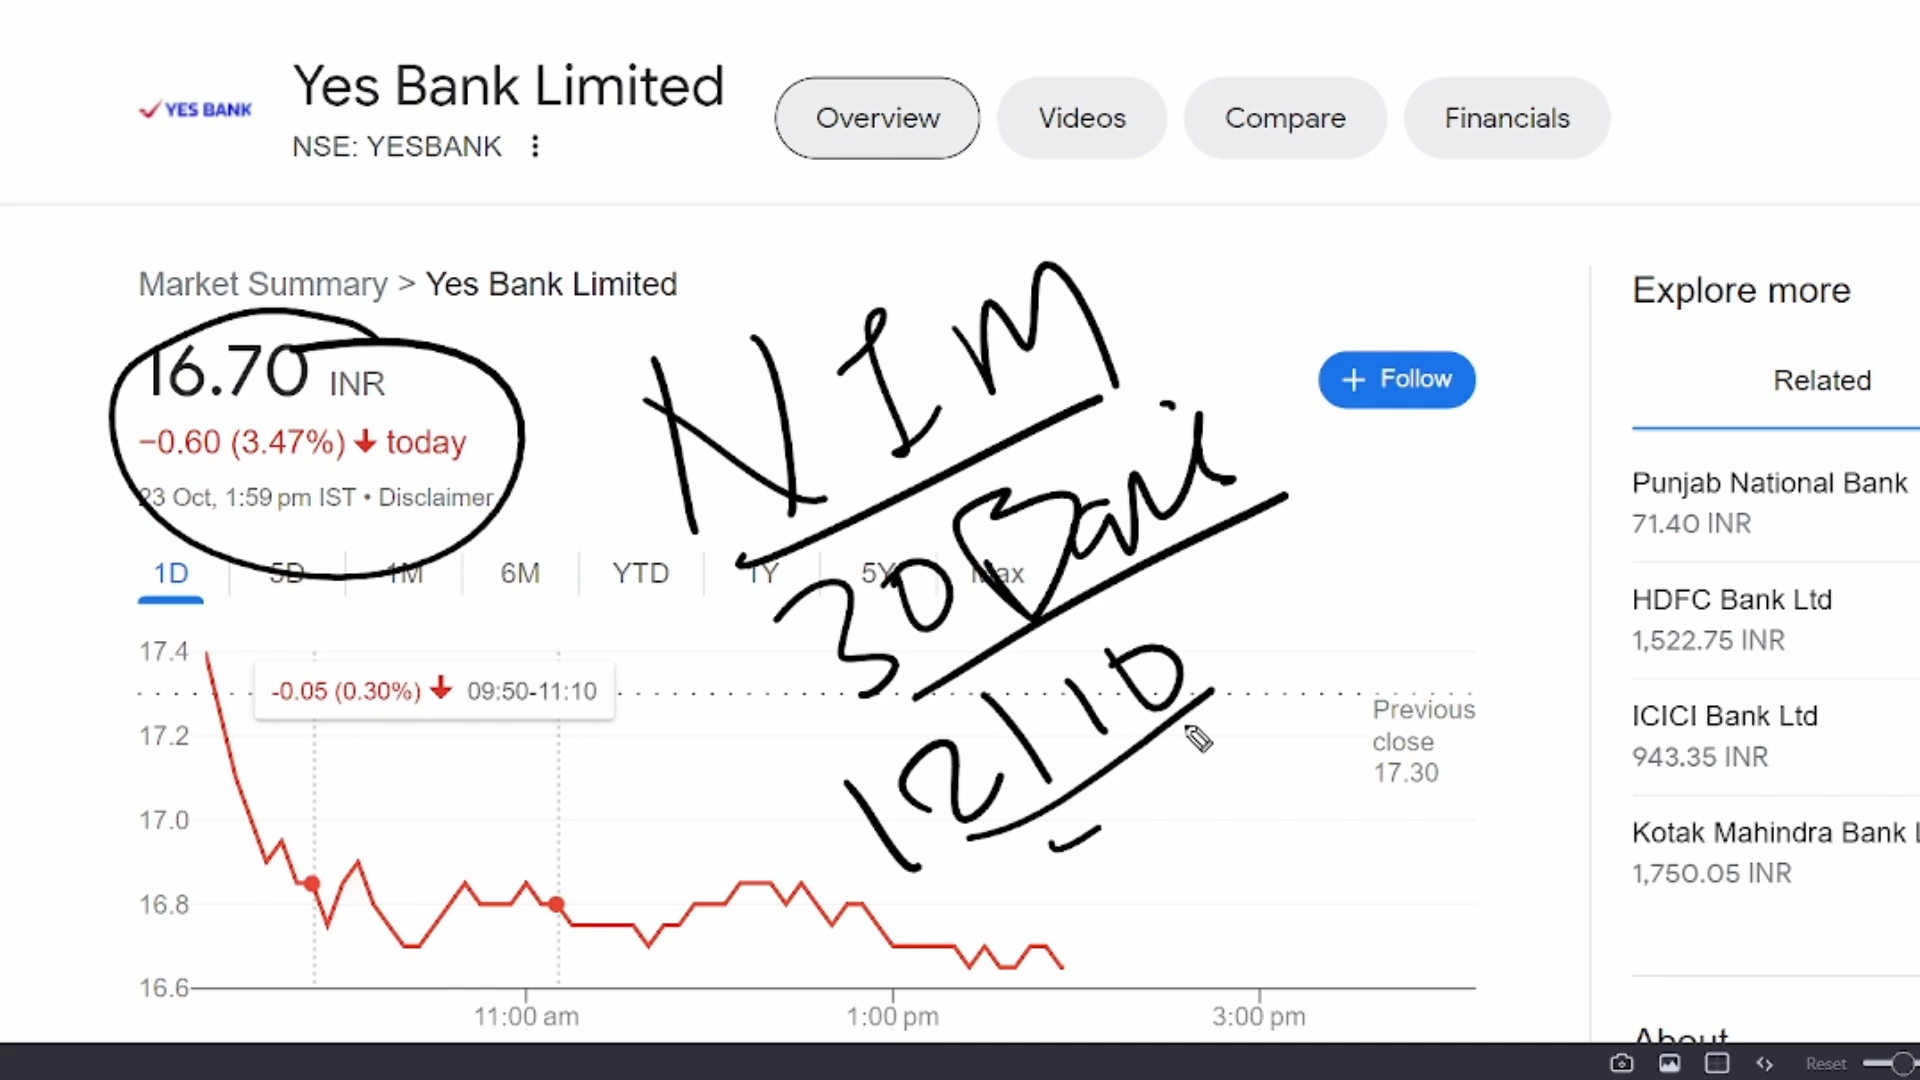 Yes Bank Limited
YES BANK
NSE: YESBANK
Overview
Videos
Compare
Financials
Market Summary > Yes Bank Limited
16.70 INR
−0.60 (3.47%) ↓ today
23 Oct, 1:59 pm IST • Disclaimer
1D 5D 1M 6M YTD 1Y 5Y Max
NIM
30 Bank
12/10
+ Follow
17.4
17.2
17.0
16.8
16.6
-0.05 (0.30%) ↓ 09:50-11:10
Previous
close
17.30
11:00 am 1:00 pm 3:00 pm
Explore more
Related
Punjab National Bank
71.40 INR
HDFC Bank Ltd
1,522.75 INR
ICICI Bank Ltd
943.35 INR
Kotak Mahindra Bank L
1,750.05 INR
About
Reset